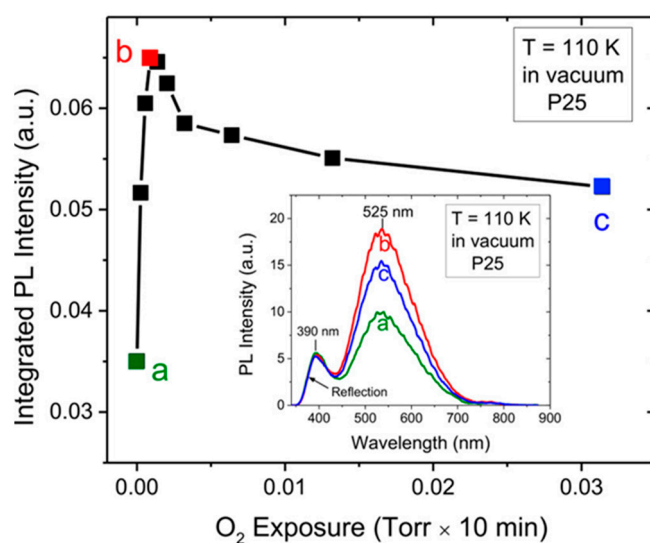 b
T = 110 K
in vacuum
P25
0.06
Integrated PL Intensity (a.u.)
0.05
c
0.04
a
0.03
20
525 nm
T = 110 K
in vacuum
P25
b
15
c
PL Intensity (a.u.)
10
a
390 nm
5
Reflection
0
400 500 600 700 800 900
Wavelength (nm)
0.00 0.01 0.02 0.03
O₂ Exposure (Torr × 10 min)